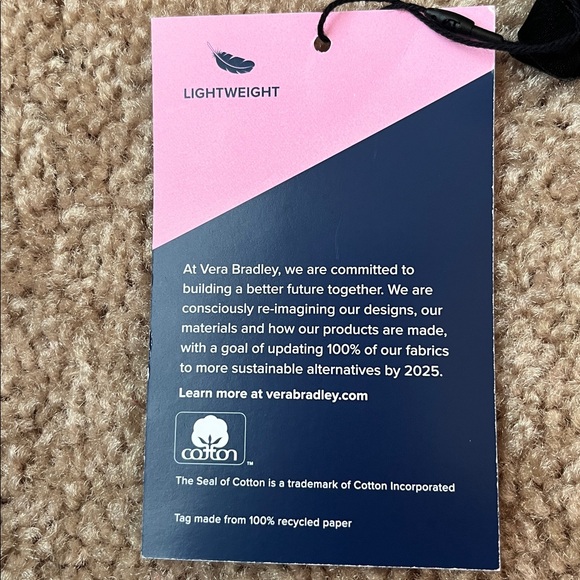 LIGHTWEIGHT
At Vera Bradley, we are committed to
building a better future together. We are
consciously re-imagining our designs, our
materials and how our products are made,
with a goal of updating 100% of our fabrics
to more sustainable alternatives by 2025.
Learn more at verabradley.com
cotton
TM
The Seal of Cotton is a trademark of Cotton Incorporated
Tag made from 100% recycled paper